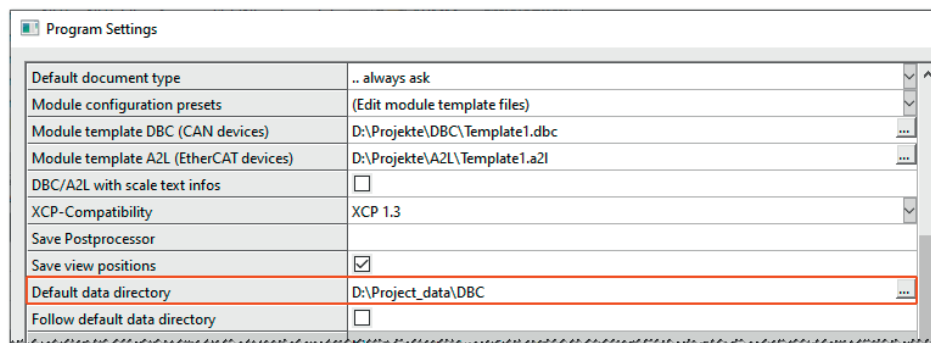 Program Settings
Default document type .. always ask
Module configuration presets (Edit module template files)
Module template DBC (CAN devices) D:\Projekte\DBC\Template1.dbc ...
Module template A2L (EtherCAT devices) D:\Projekte\A2L\Template1.a2l ...
DBC/A2L with scale text infos
XCP-Compatibility XCP 1.3
Save Postprocessor
Save view positions
Default data directory D:\Project_data\DBC ...
Follow default data directory